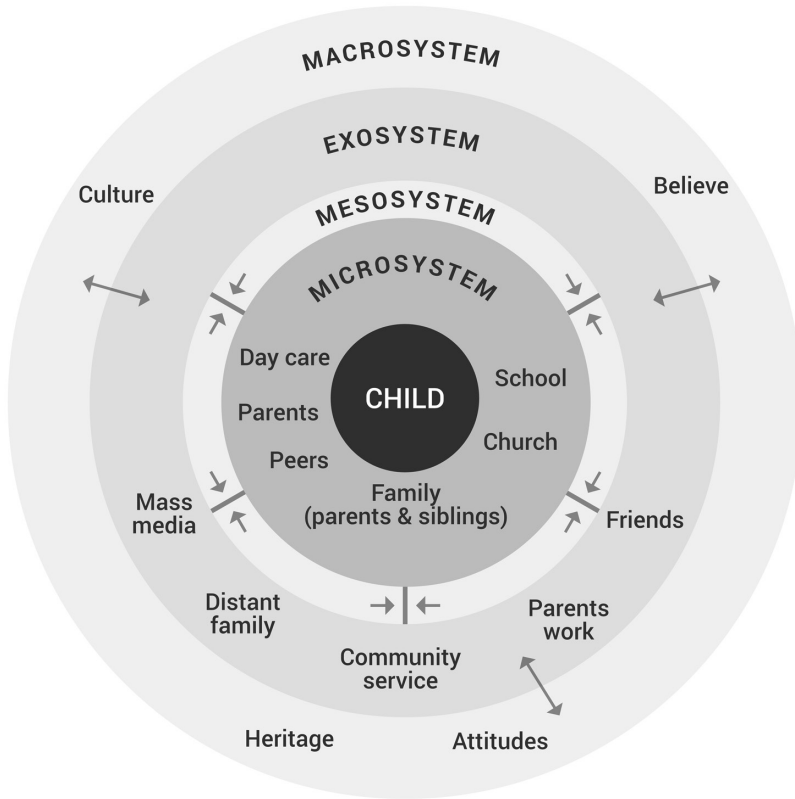 MACROSYSTEM
EXOSYSTEM
Culture
Believe
MESOSYSTEM
MICROSYSTEM
Day care
School
CHILD
Parents
Church
Peers
Family
(parents & siblings)
Mass
media
Friends
Distant
family
Parents
work
Community
service
Heritage
Attitudes